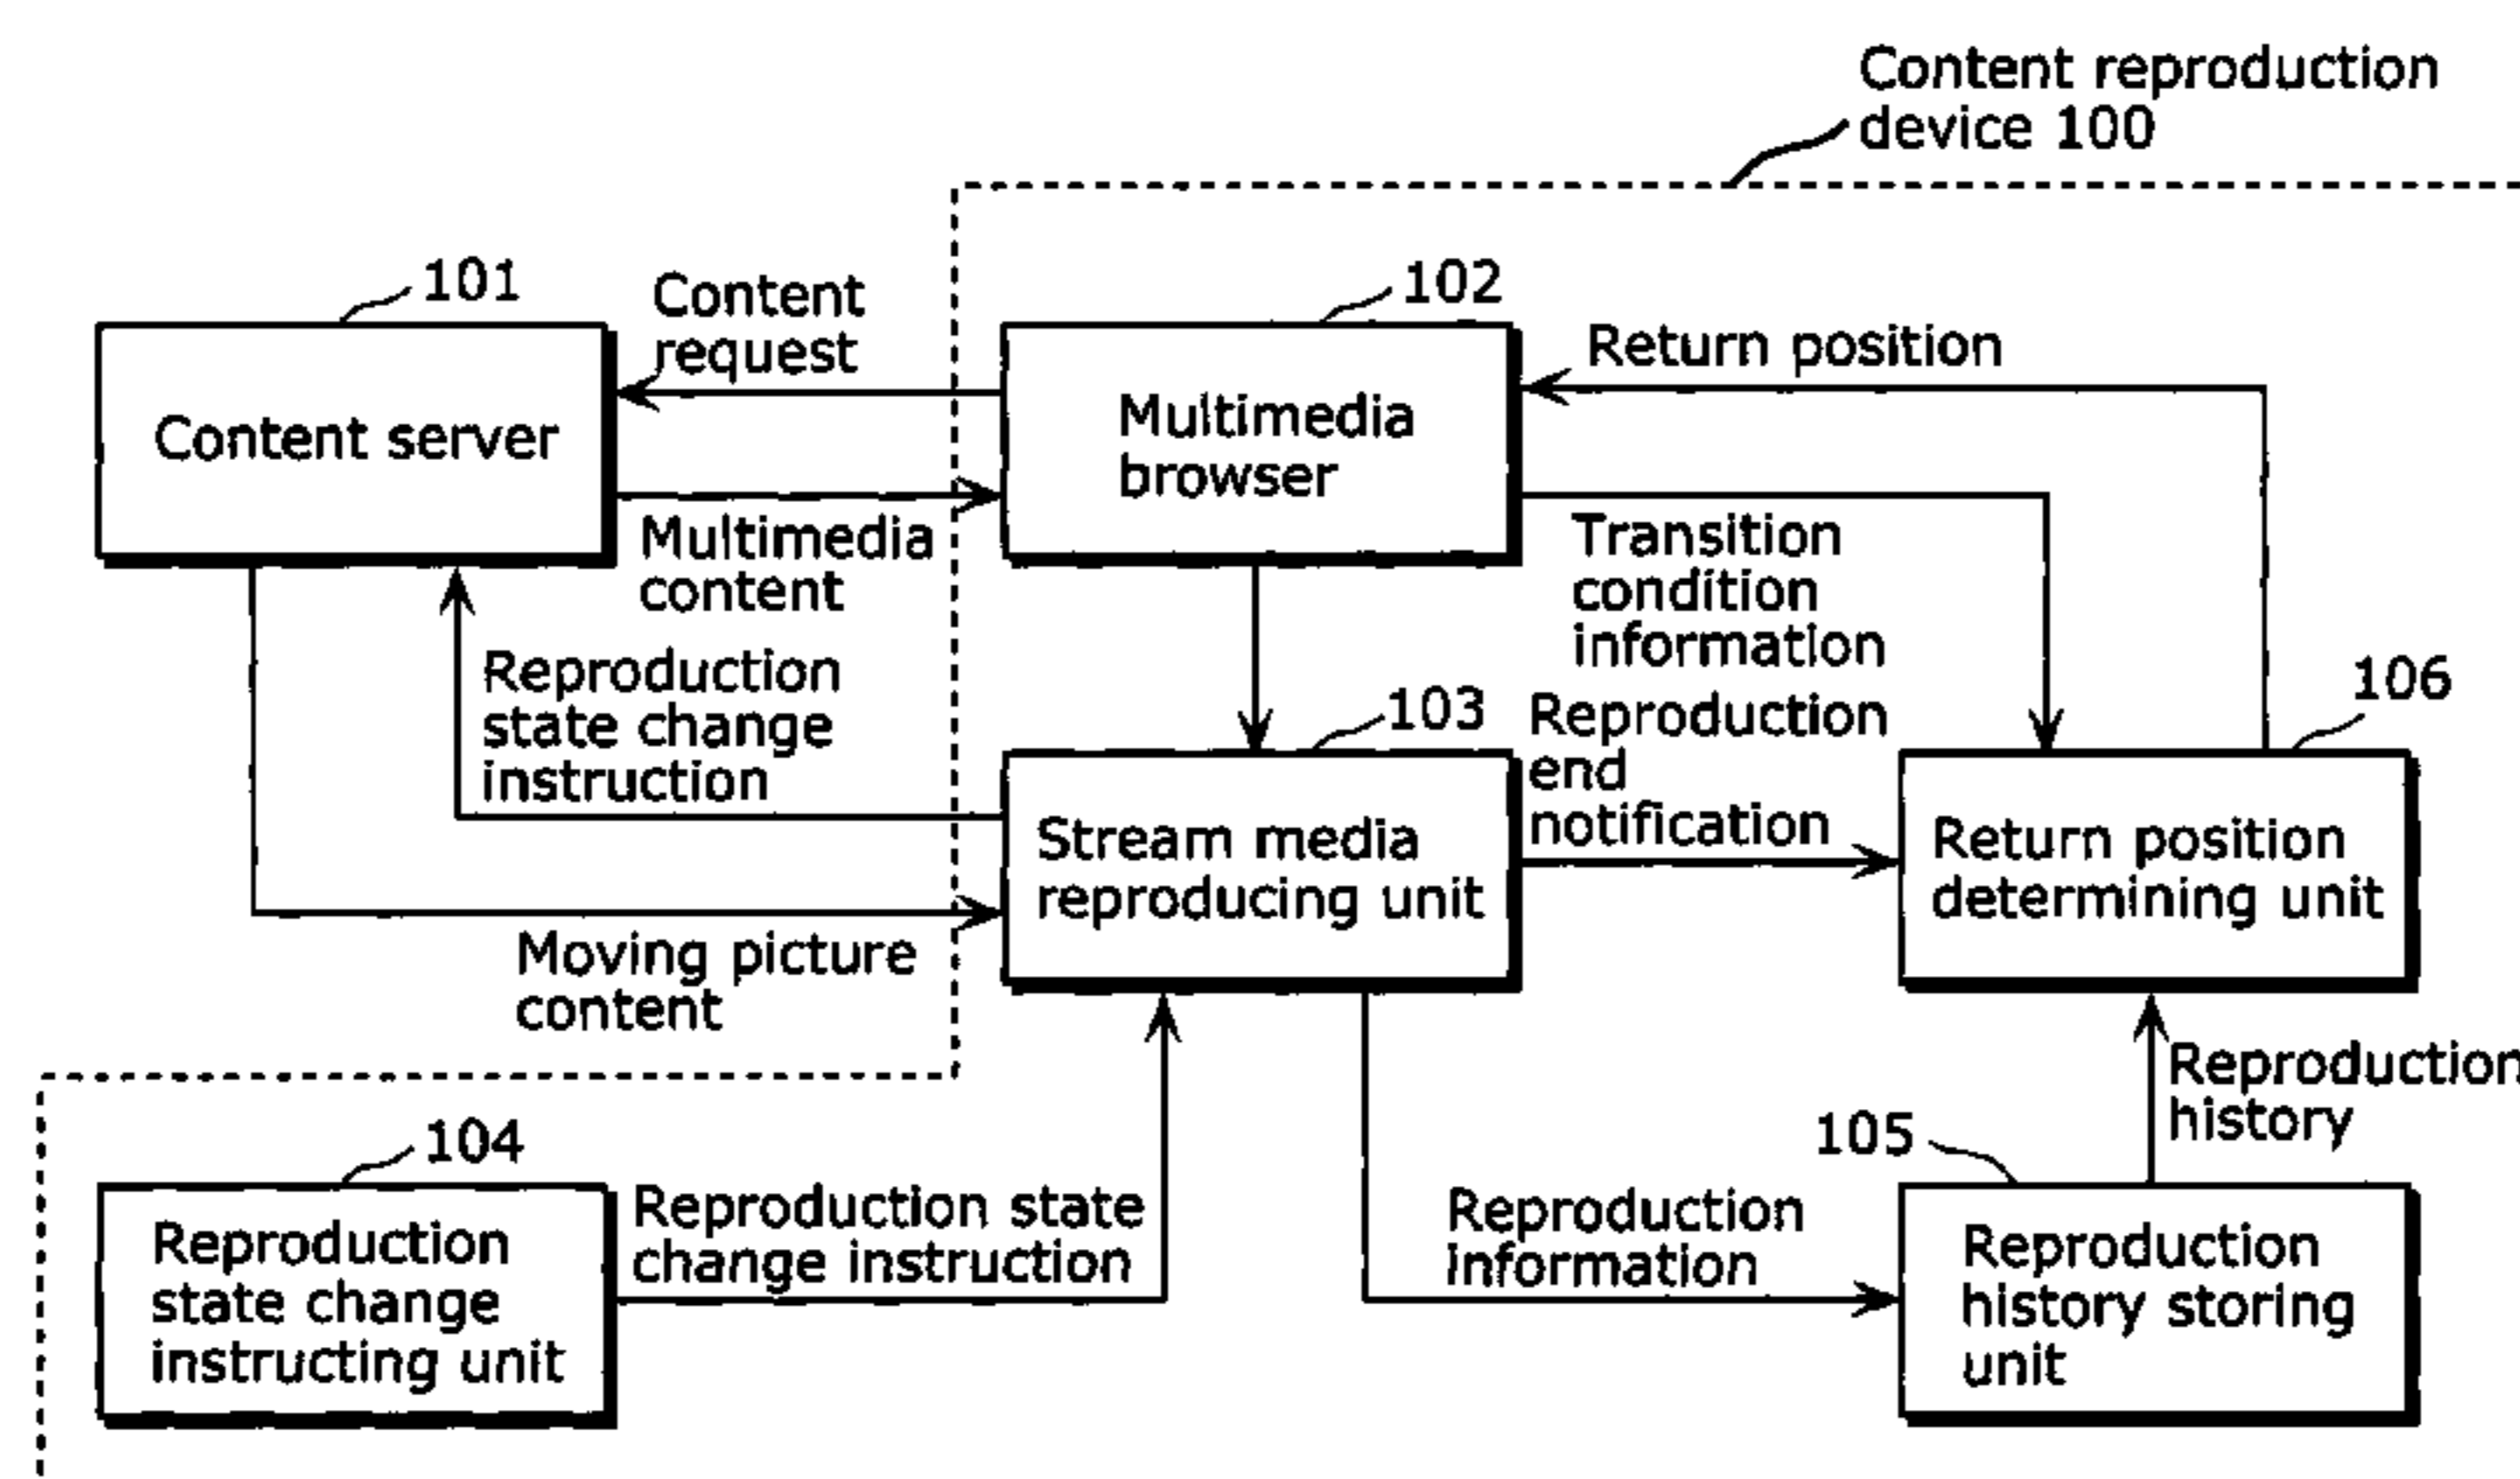 Content reproduction
device 100
101
Content
request
102
Return position
Content server
Multimedia
browser
Multimedia
content
Transition
condition
information
Reproduction
state change
instruction
103
Reproduction
end
notification
106
Stream media
reproducing unit
Return position
determining unit
Moving picture
content
Reproduction
history
104
105
Reproduction state
change instruction
Reproduction
information
Reproduction
state change
instructing unit
Reproduction
history storing
unit